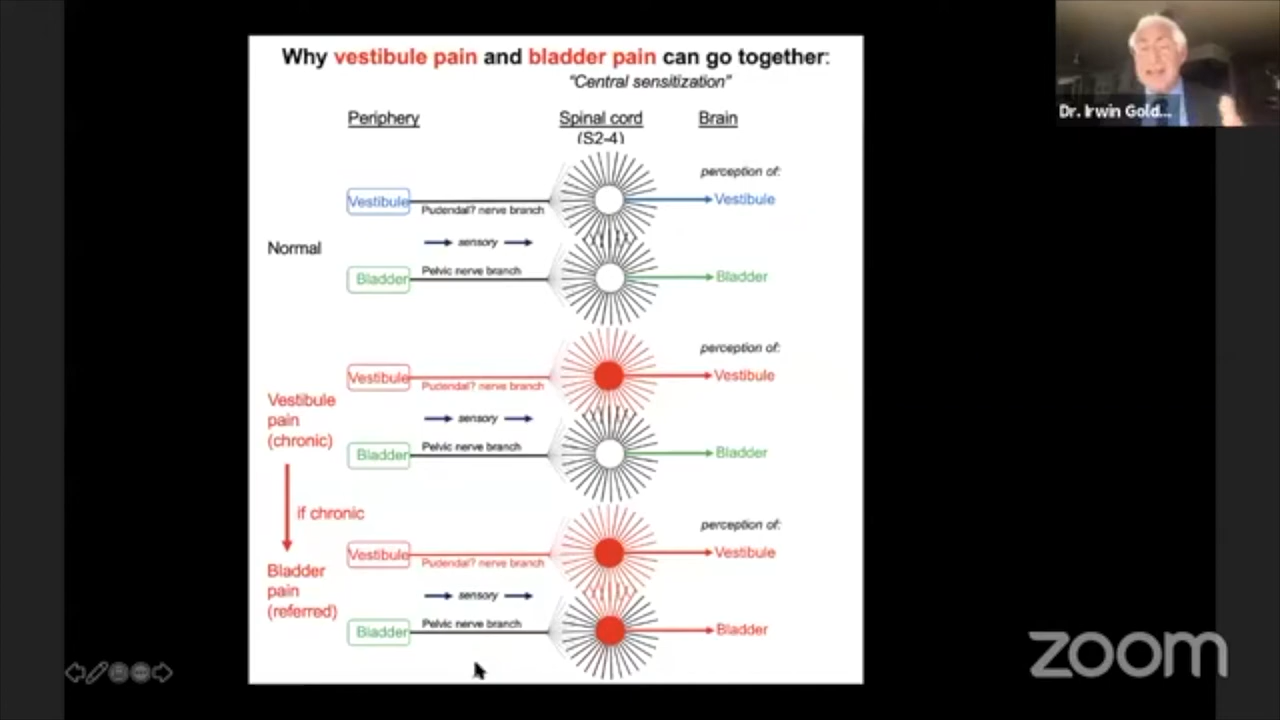 Why vestibule pain and bladder pain can go together:
"Central sensitization"
Periphery
Spinal cord
(S2-4)
Brain
perception of:
Vestibule
Pudendal? nerve branch
Vestibule
Normal
sensory
Bladder
Pelvic nerve branch
Bladder
perception of:
Vestibule
Pudendal? nerve branch
Vestibule
Vestibule
pain
(chronic)
sensory
Bladder
Pelvic nerve branch
Bladder
if chronic
perception of:
Vestibule
Pudendal? nerve branch
Vestibule
Bladder
pain
(referred)
sensory
Bladder
Pelvic nerve branch
Bladder
Dr. Irwin Gold...
zoom